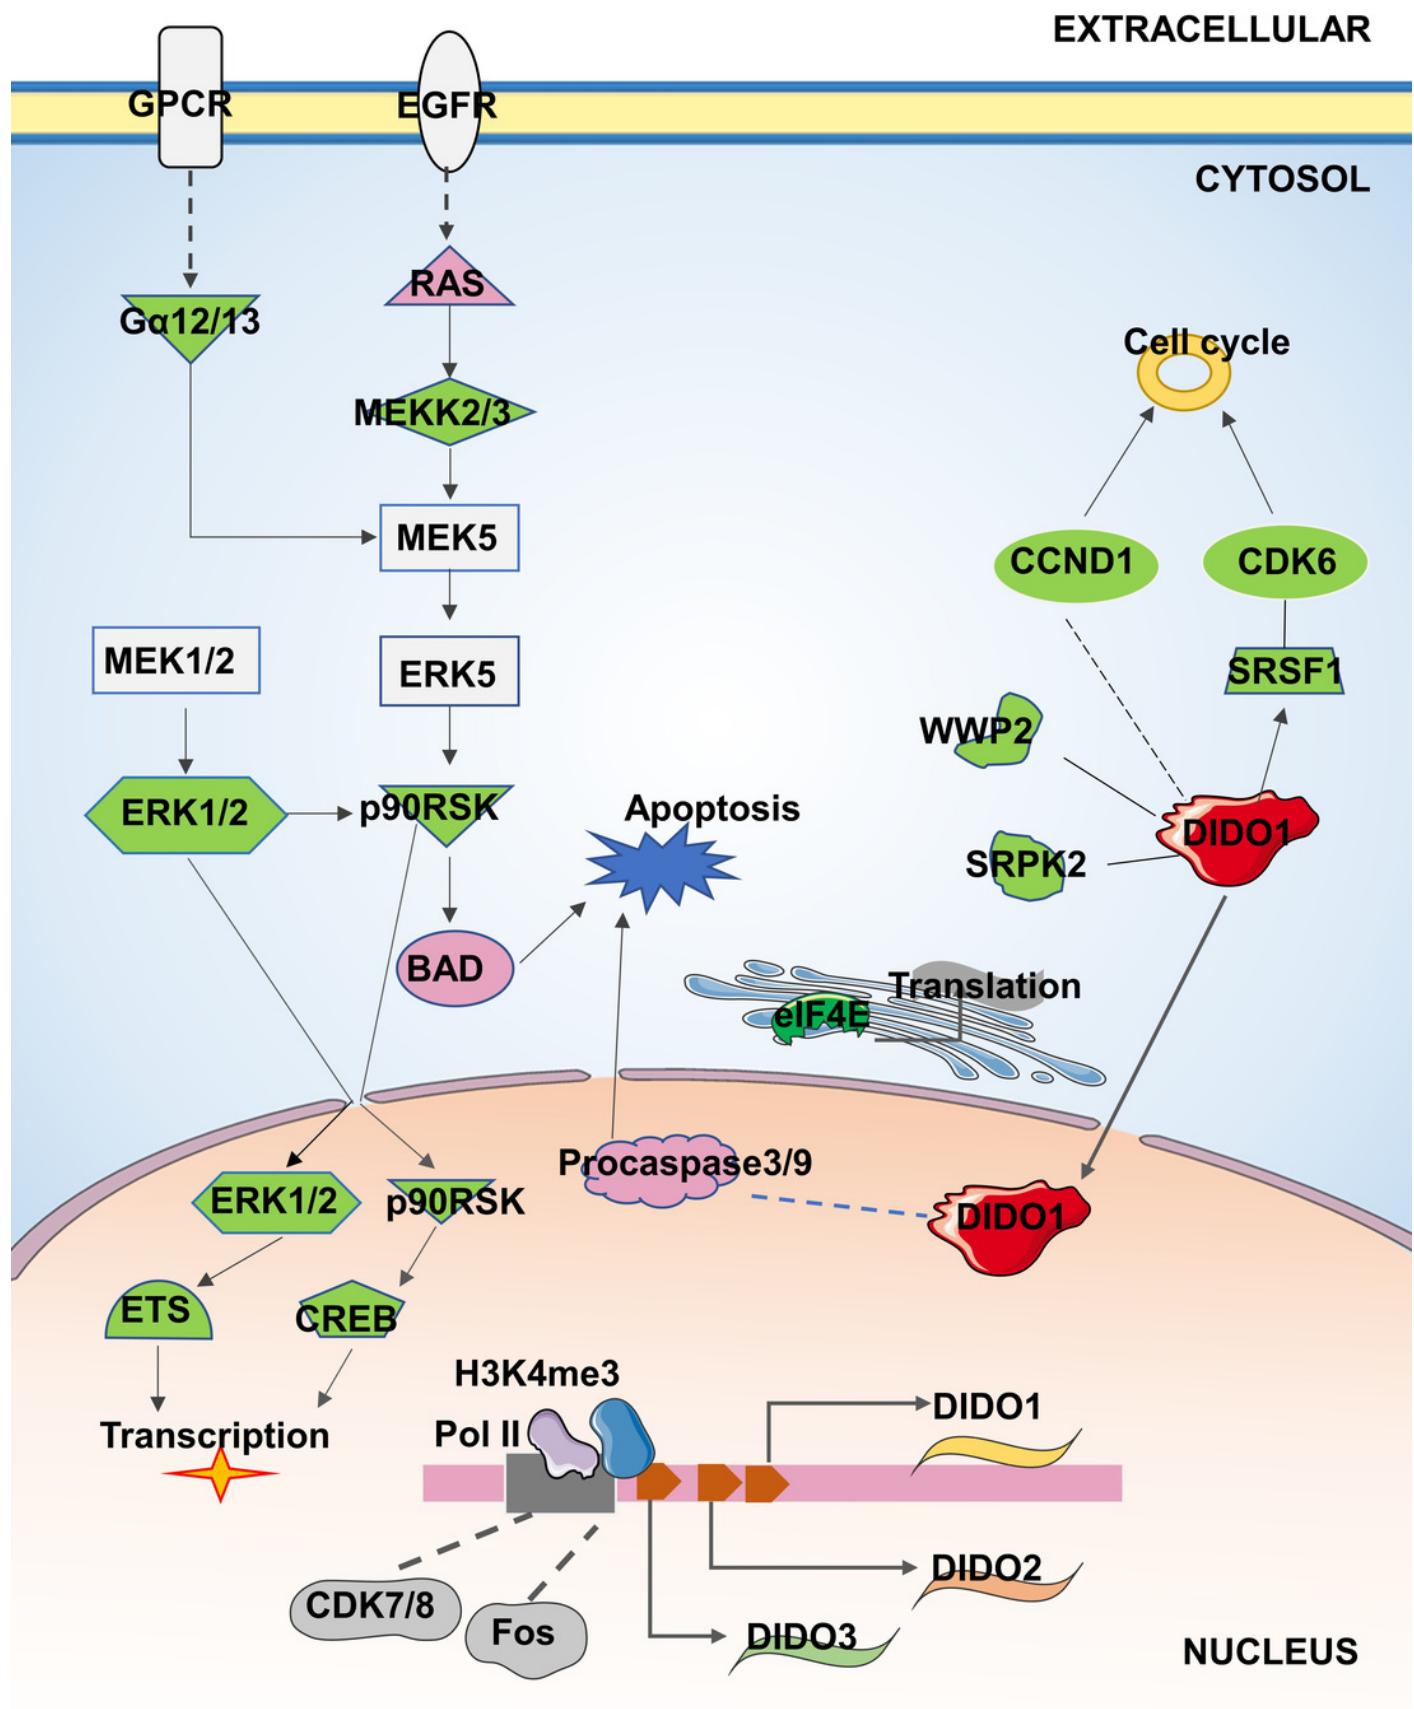 EXTRACELLULAR
GPCR
EGFR
CYTOSOL
RAS
Gα12/13
Cell cycle
MEKK2/3
MEK5
CCND1
CDK6
MEK1/2
ERK5
SRSF1
WWP2
ERK1/2
p90RSK
Apoptosis
DIDO1
SRPK2
BAD
Translation
eIF4E
Procaspase3/9
ERK1/2
p90RSK
DIDO1
ETS
CREB
H3K4me3
DIDO1
Transcription
Pol II
DIDO2
CDK7/8
Fos
DIDO3
NUCLEUS